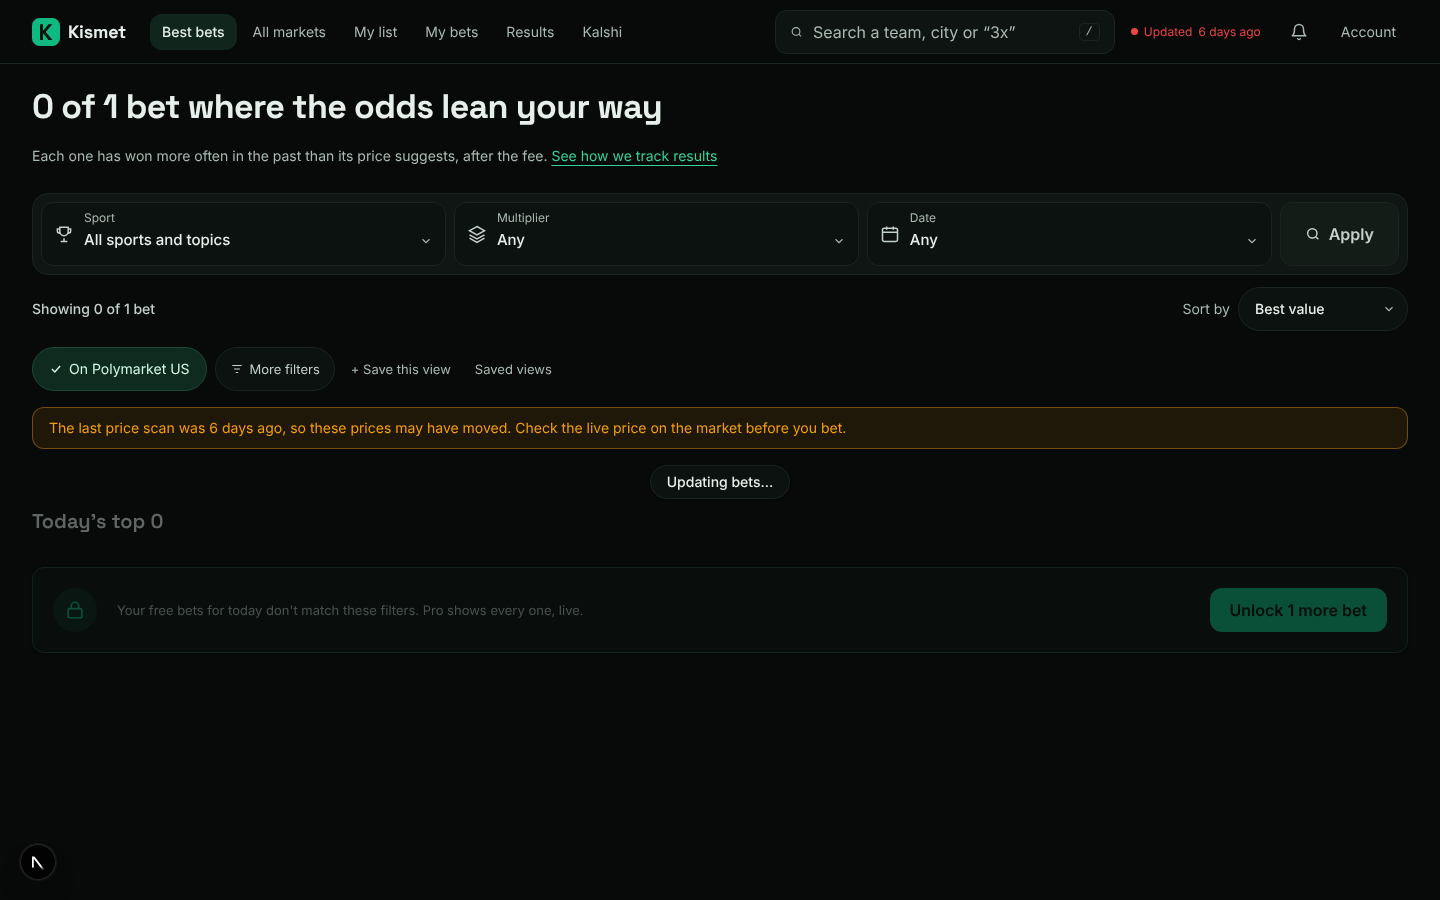 K Kismet Best bets All markets My list My bets Results Kalshi Search a team, city or “3x” / Updated 6 days ago Account
0 of 1 bet where the odds lean your way
Each one has won more often in the past than its price suggests, after the fee. See how we track results
Sport
All sports and topics
Multiplier
Any
Date
Any
Apply
Showing 0 of 1 bet
Sort by Best value
On Polymarket US More filters + Save this view Saved views
The last price scan was 6 days ago, so these prices may have moved. Check the live price on the market before you bet.
Updating bets...
Today's top 0
Your free bets for today don't match these filters. Pro shows every one, live.
Unlock 1 more bet